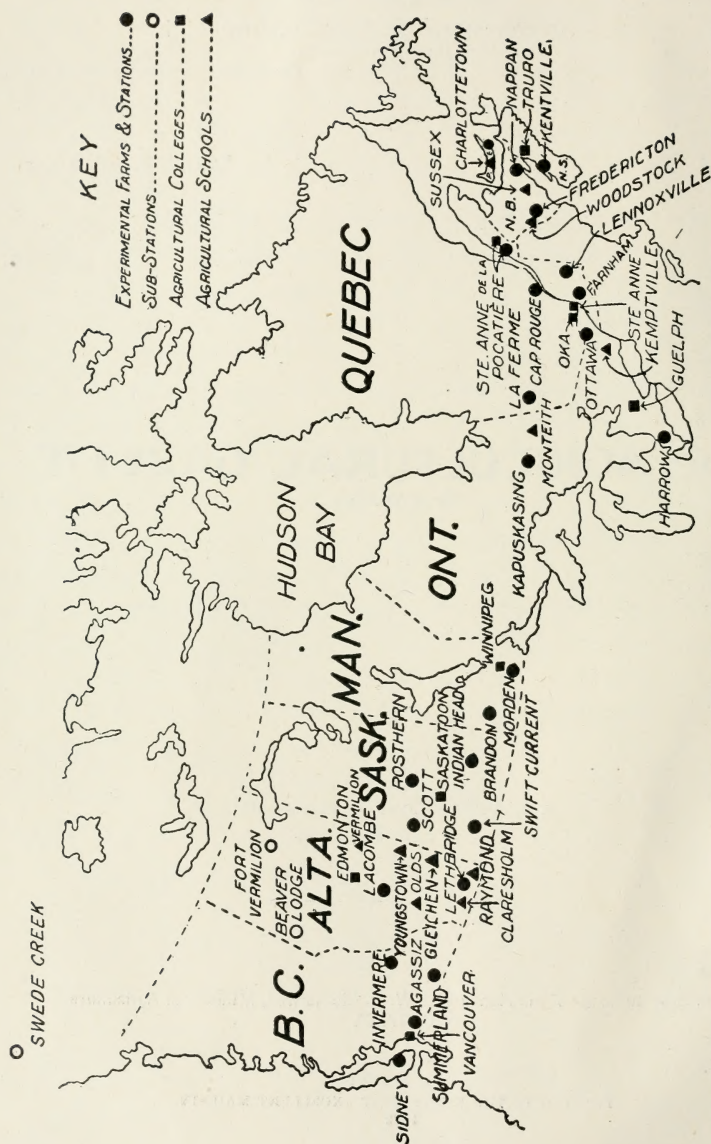 KEY
EXPERIMENTAL FARMS & STATIONS
SUB-STATIONS
AGRICULTURAL COLLEGES
AGRICULTURAL SCHOOLS
SWEDE CREEK
B.C.
FORT
VERMILION
BEAVER
LODGE
ALTA.
EDMONTON
VERMILION
LACOMBE
SASK.
ROSTHERN
MAN.
HUDSON
BAY
ONT.
QUEBEC
INVERMERE
YOUNGSTOWN
SIDNEY
AGASSIZ
OLDS
SUMMERLAND
GLEICHEN
VANCOUVER
LETHBRIDGE
RAYMOND
CLARESHOLM
SCOTT
SASKATOON
INDIAN HEAD
BRANDON
MORDEN
SWIFT CURRENT
WINNIPEG
KAPUSKASING
MONTEITH
LA FERME
CAP ROUGE
STE. ANNE DE LA
POCATIÈRE
OKA
OTTAWA
FARNHAM
STE ANNE
KEMPTVILLE
GUELPH
HARROW
SUSSEX
CHARLOTTETOWN
N.B.
NAPPAN
TRURO
KENTVILLE
(N.S.)
FREDERICTON
WOODSTOCK
LENNOXVILLE